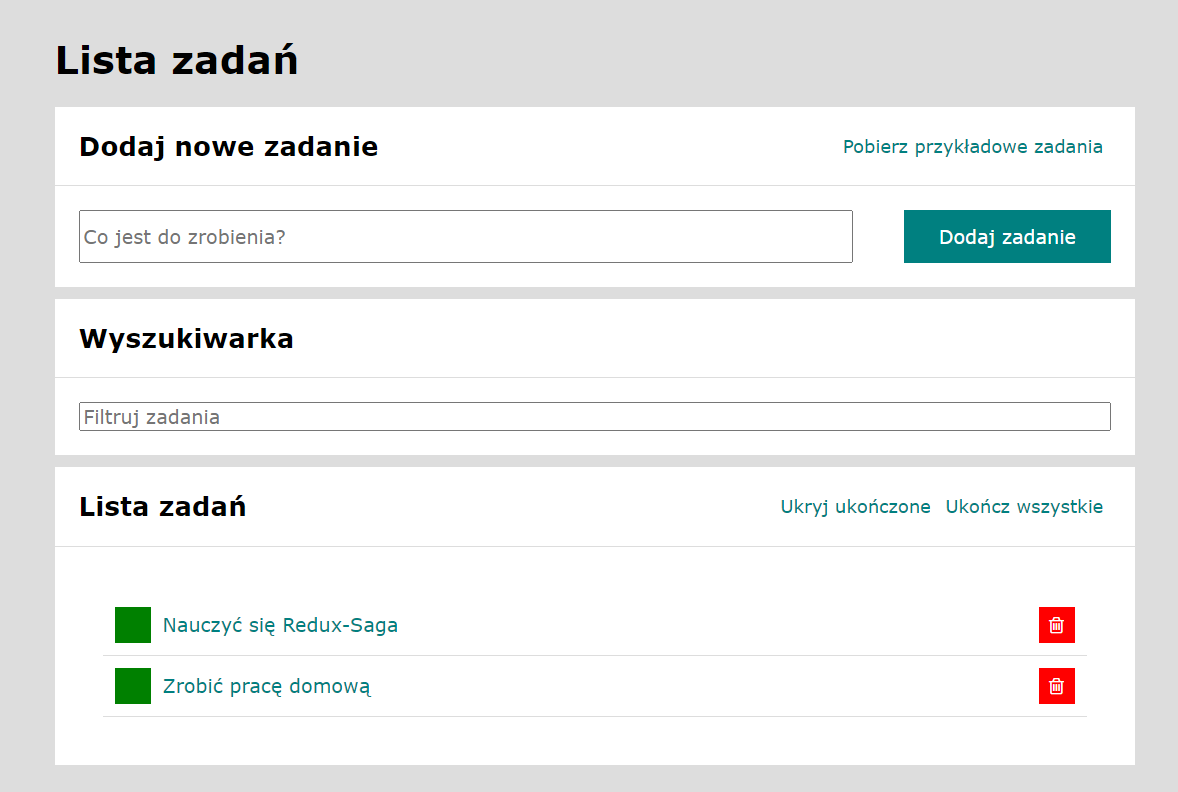 Lista zadań
Dodaj nowe zadanie
Pobierz przykładowe zadania
Co jest do zrobienia?
Dodaj zadanie
Wyszukiwarka
Filtruj zadania
Lista zadań
Ukryj ukończone
Ukończ wszystkie
Nauczyć się Redux-Saga
Zrobić pracę domową